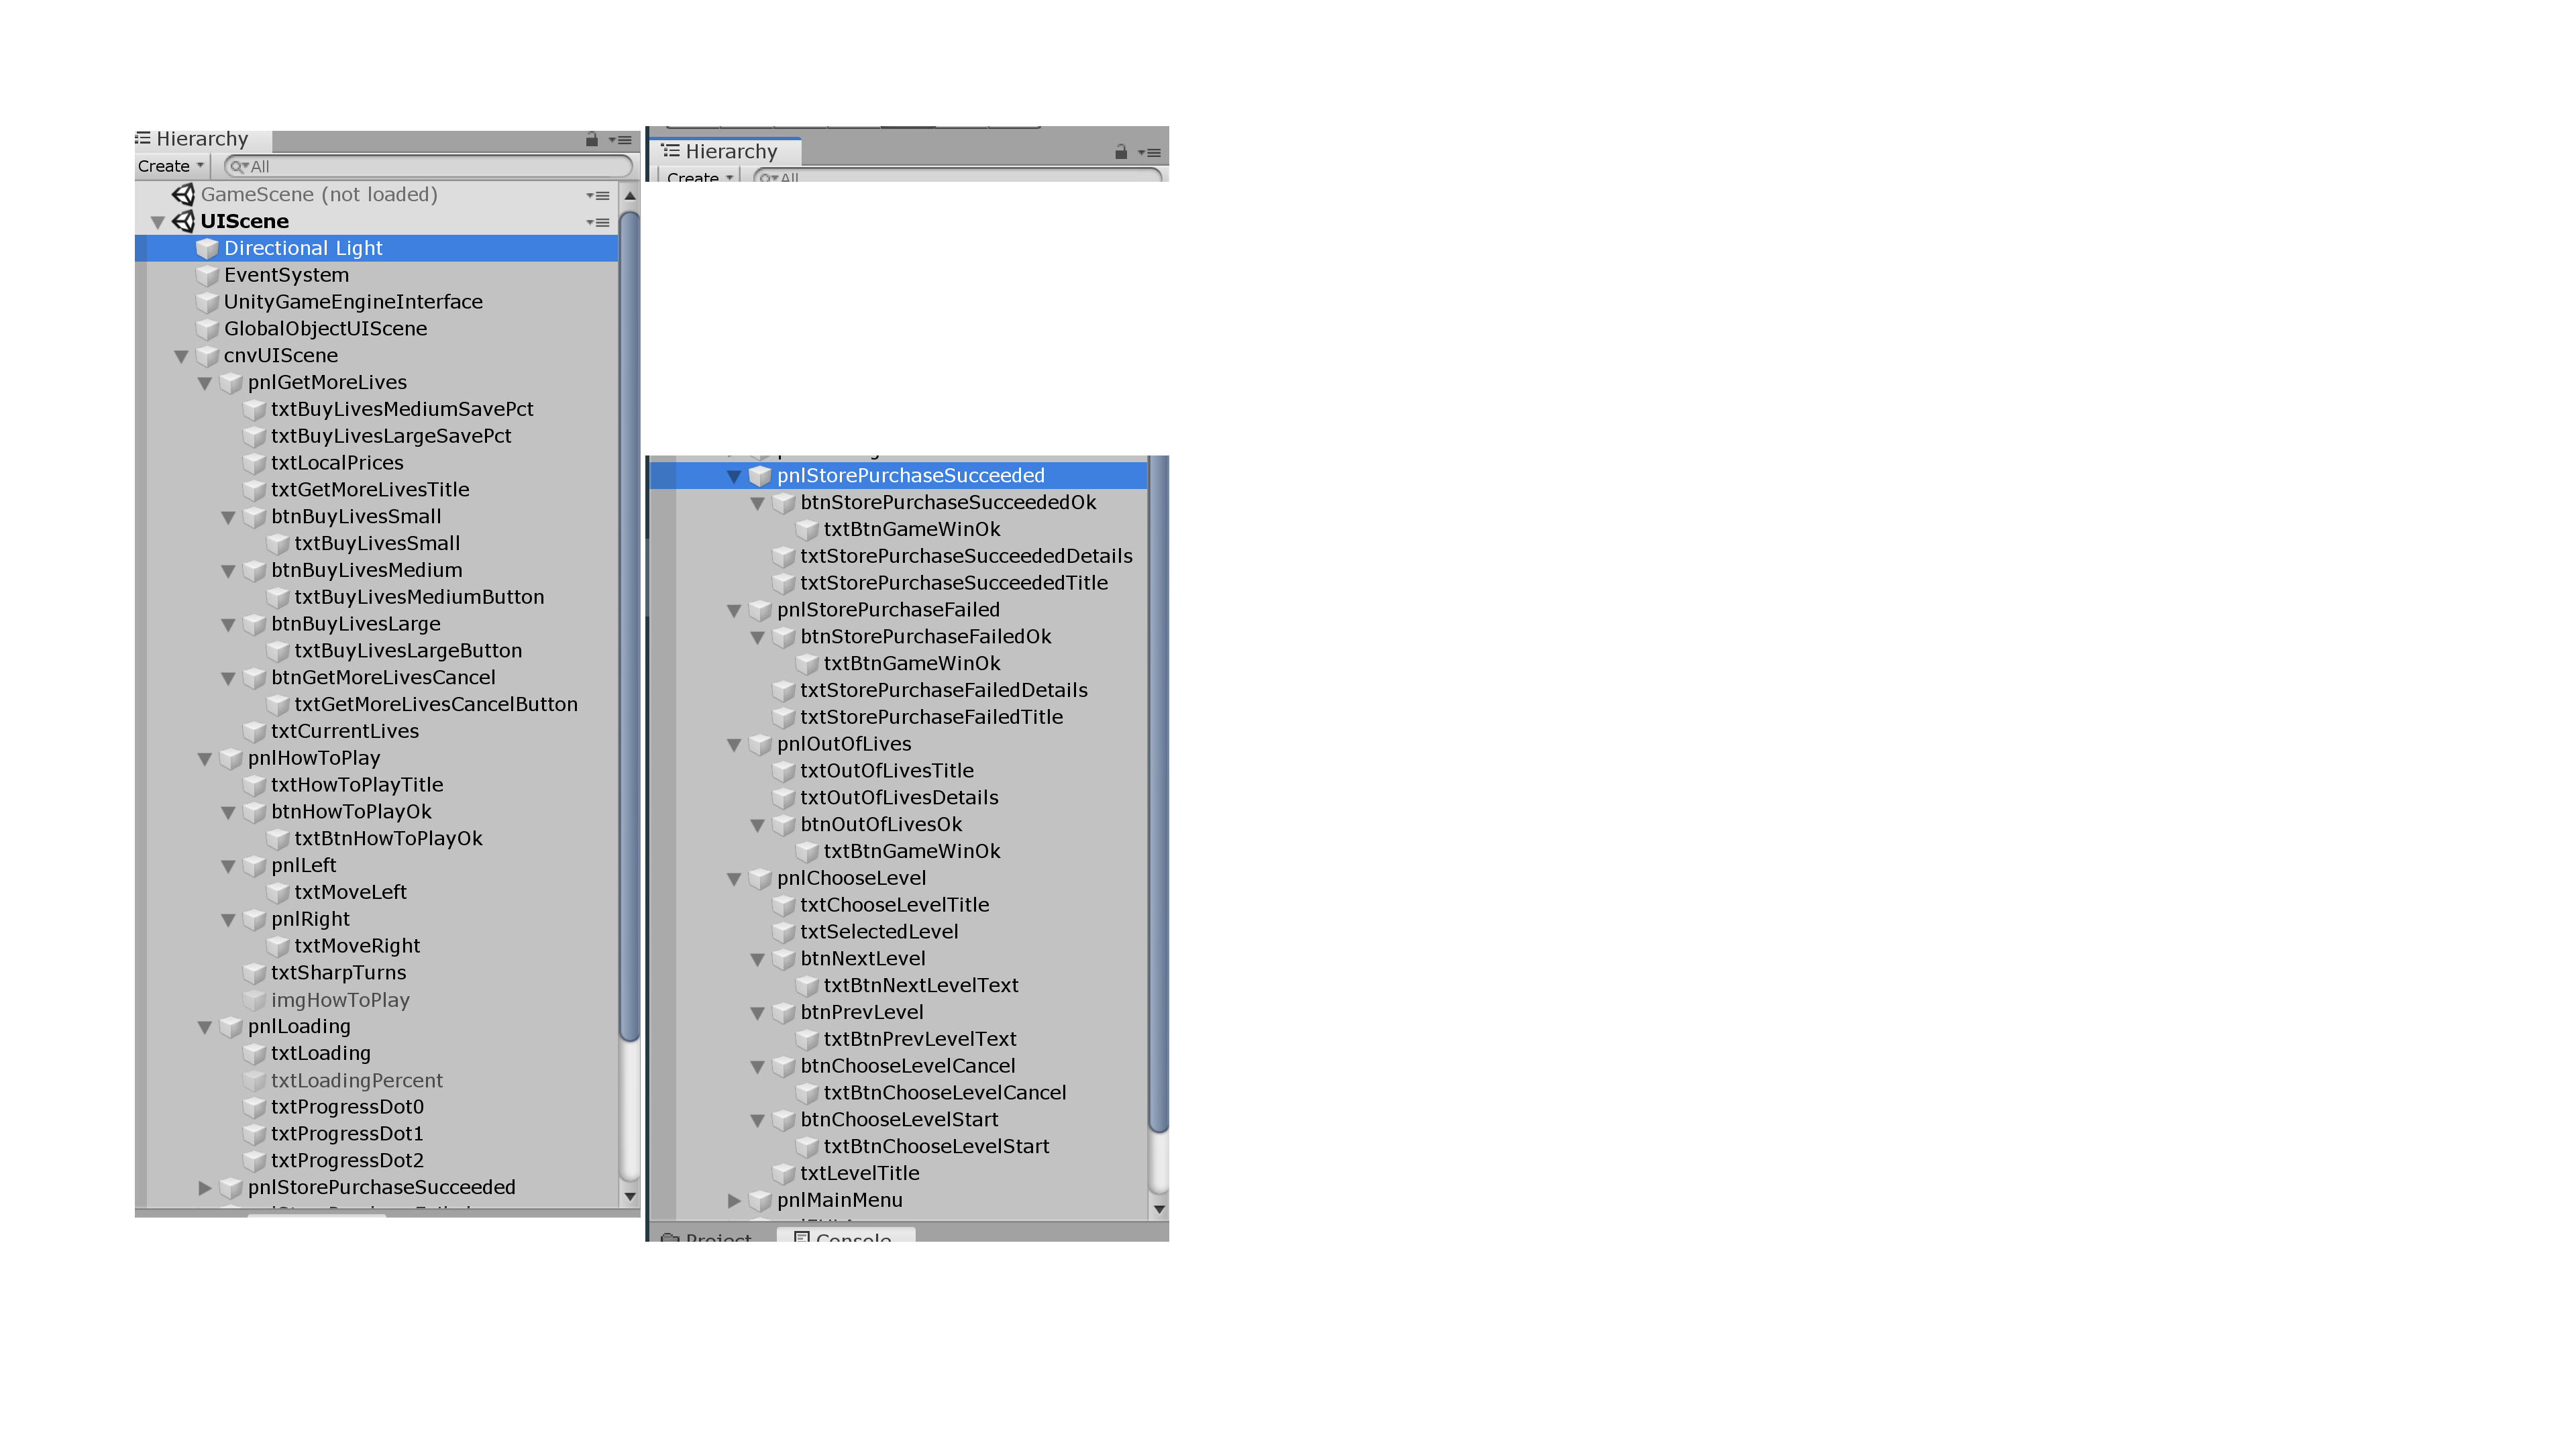 Hierarchy
Create
All
GameScene (not loaded)
UIScene
Directional Light
EventSystem
UnityGameEngineInterface
GlobalObjectUIScene
cnvUIScene
pnlGetMoreLives
txtBuyLivesMediumSavePct
txtBuyLivesLargeSavePct
txtLocalPrices
txtGetMoreLivesTitle
btnBuyLivesSmall
txtBuyLivesSmall
btnBuyLivesMedium
txtBuyLivesMediumButton
btnBuyLivesLarge
txtBuyLivesLargeButton
btnGetMoreLivesCancel
txtGetMoreLivesCancelButton
txtCurrentLives
pnlHowToPlay
txtHowToPlayTitle
btnHowToPlayOk
txtBtnHowToPlayOk
pnlLeft
txtMoveLeft
pnlRight
txtMoveRight
txtSharpTurns
imgHowToPlay
pnlLoading
txtLoading
txtLoadingPercent
txtProgressDot0
txtProgressDot1
txtProgressDot2
pnlStorePurchaseSucceeded
Hierarchy
Create
All
pnlStorePurchaseSucceeded
btnStorePurchaseSucceededOk
txtBtnGameWinOk
txtStorePurchaseSucceededDetails
txtStorePurchaseSucceededTitle
pnlStorePurchaseFailed
btnStorePurchaseFailedOk
txtBtnGameWinOk
txtStorePurchaseFailedDetails
txtStorePurchaseFailedTitle
pnlOutOfLives
txtOutOfLivesTitle
txtOutOfLivesDetails
btnOutOfLivesOk
txtBtnGameWinOk
pnlChooseLevel
txtChooseLevelTitle
txtSelectedLevel
btnNextLevel
txtBtnNextLevelText
btnPrevLevel
txtBtnPrevLevelText
btnChooseLevelCancel
txtBtnChooseLevelCancel
btnChooseLevelStart
txtBtnChooseLevelStart
txtLevelTitle
pnlMainMenu
Project
Console